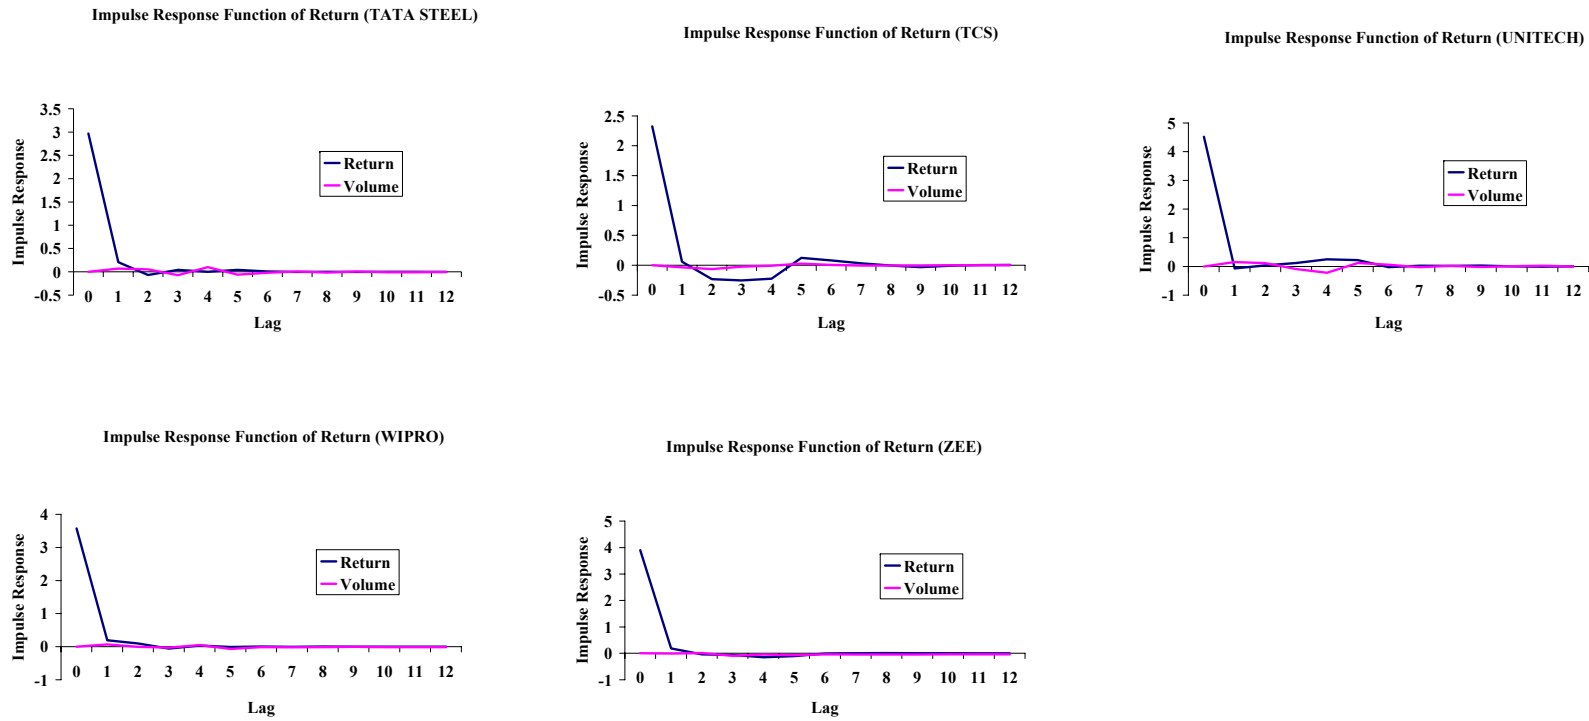 Impulse Response Function of Return (TATA STEEL)
3.5
3
2.5
2
1.5
1
0.5
0
-0.5
0 1 2 3 4 5 6 7 8 9 10 11 12
Impulse Response
Lag
Return
Volume
Impulse Response Function of Return (TCS)
2.5
2
1.5
1
0.5
0
-0.5
0 1 2 3 4 5 6 7 8 9 10 11 12
Impulse Response
Lag
Return
Volume
Impulse Response Function of Return (UNITECH)
5
4
3
2
1
0
-1
0 1 2 3 4 5 6 7 8 9 10 11 12
Impulse Response
Lag
Return
Volume
Impulse Response Function of Return (WIPRO)
4
3
2
1
0
-1
0 1 2 3 4 5 6 7 8 9 10 11 12
Impulse Response
Lag
Return
Volume
Impulse Response Function of Return (ZEE)
5
4
3
2
1
0
-1
0 1 2 3 4 5 6 7 8 9 10 11 12
Impulse Response
Lag
Return
Volume